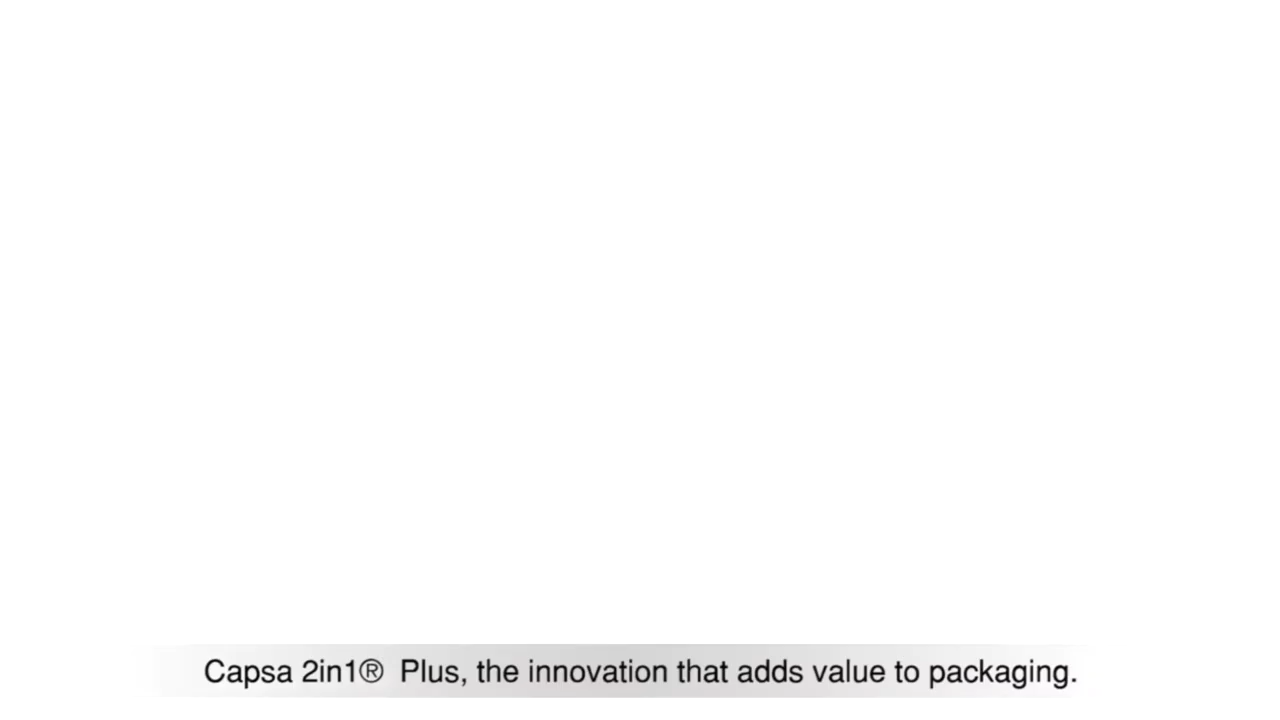 Capsa 2in1® Plus, the innovation that adds value to packaging.